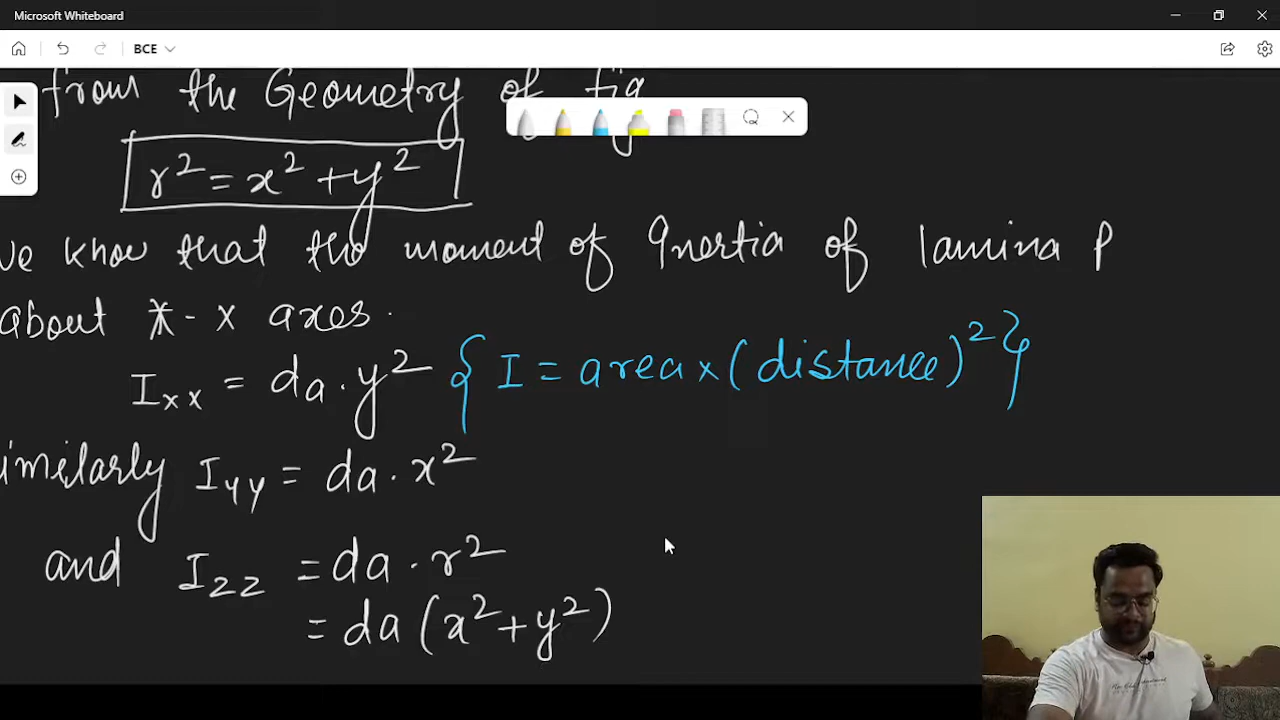 Microsoft Whiteboard
BCE
from the Geometry of fig
r² = x² + y²
we know that the moment of Inertia of lamina P
about X - X axes.
Ixx = da . y² { I = area × (distance)² }
similarly Iyy = da . x²
and Izz = da . r²
= da (x² + y²)